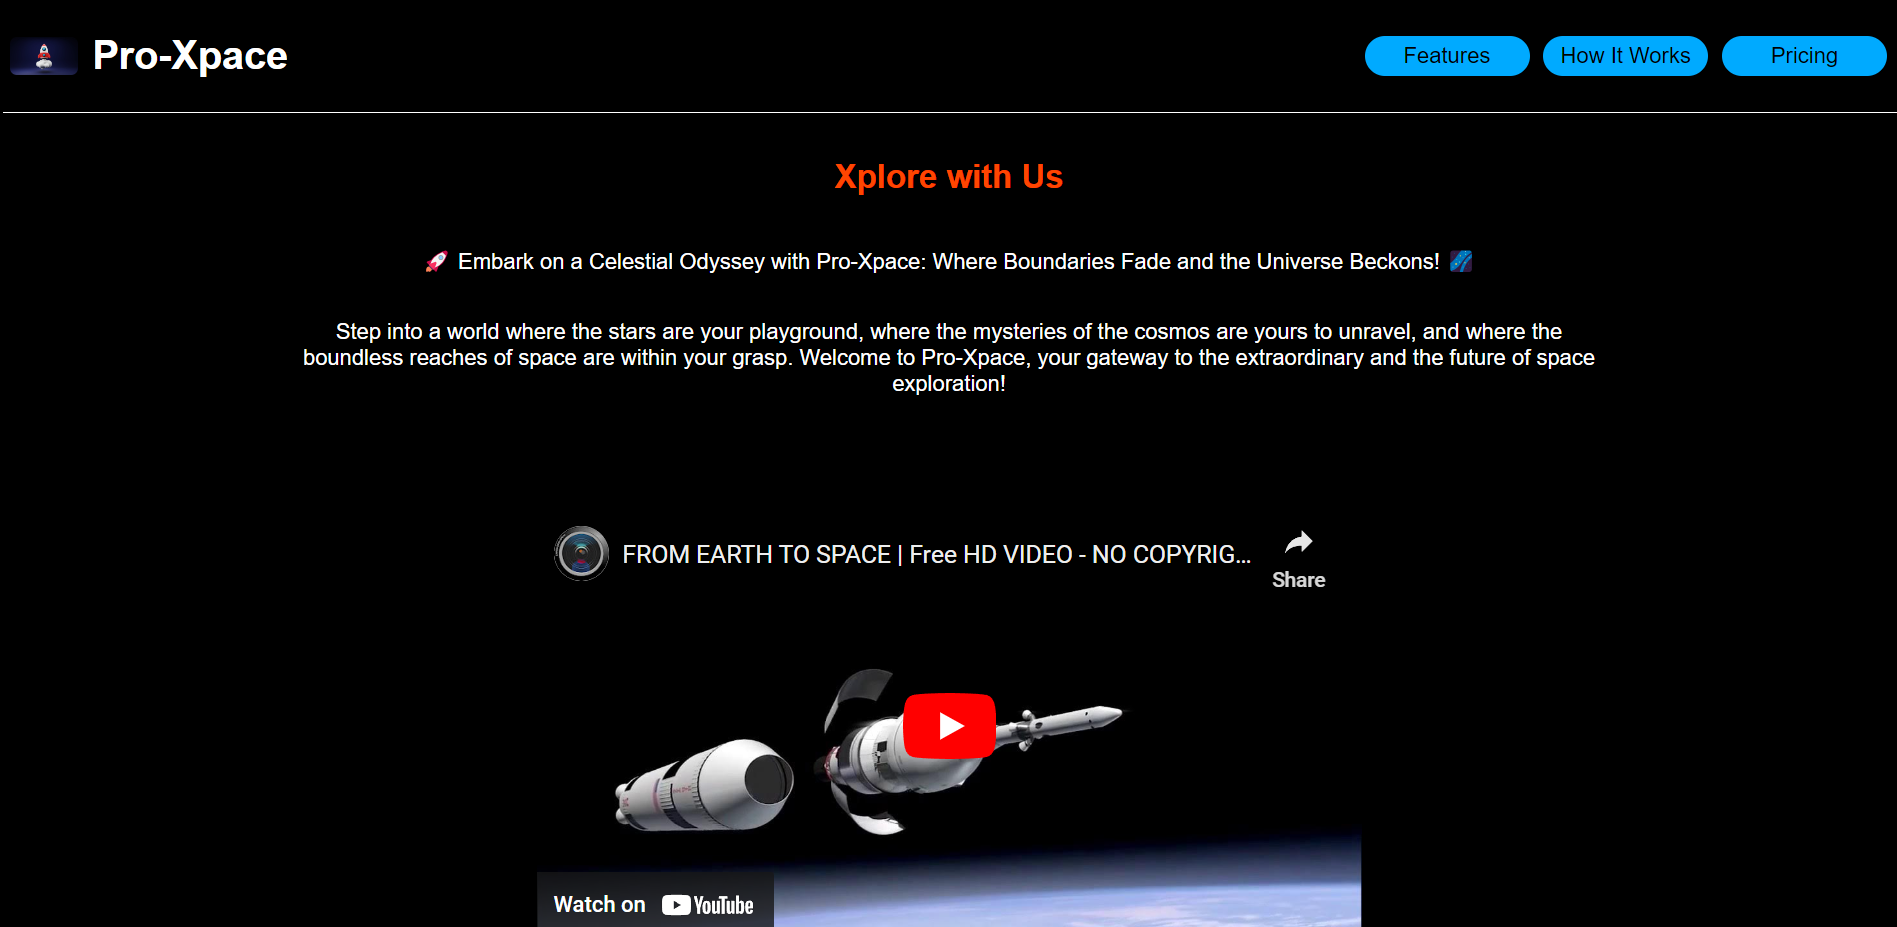 Pro-Xpace
Features
How It Works
Pricing
Xplore with Us
🚀 Embark on a Celestial Odyssey with Pro-Xpace: Where Boundaries Fade and the Universe Beckons! 🌌
Step into a world where the stars are your playground, where the mysteries of the cosmos are yours to unravel, and where the
boundless reaches of space are within your grasp. Welcome to Pro-Xpace, your gateway to the extraordinary and the future of space
exploration!
FROM EARTH TO SPACE | Free HD VIDEO - NO COPYRIG...
Share
Watch on YouTube